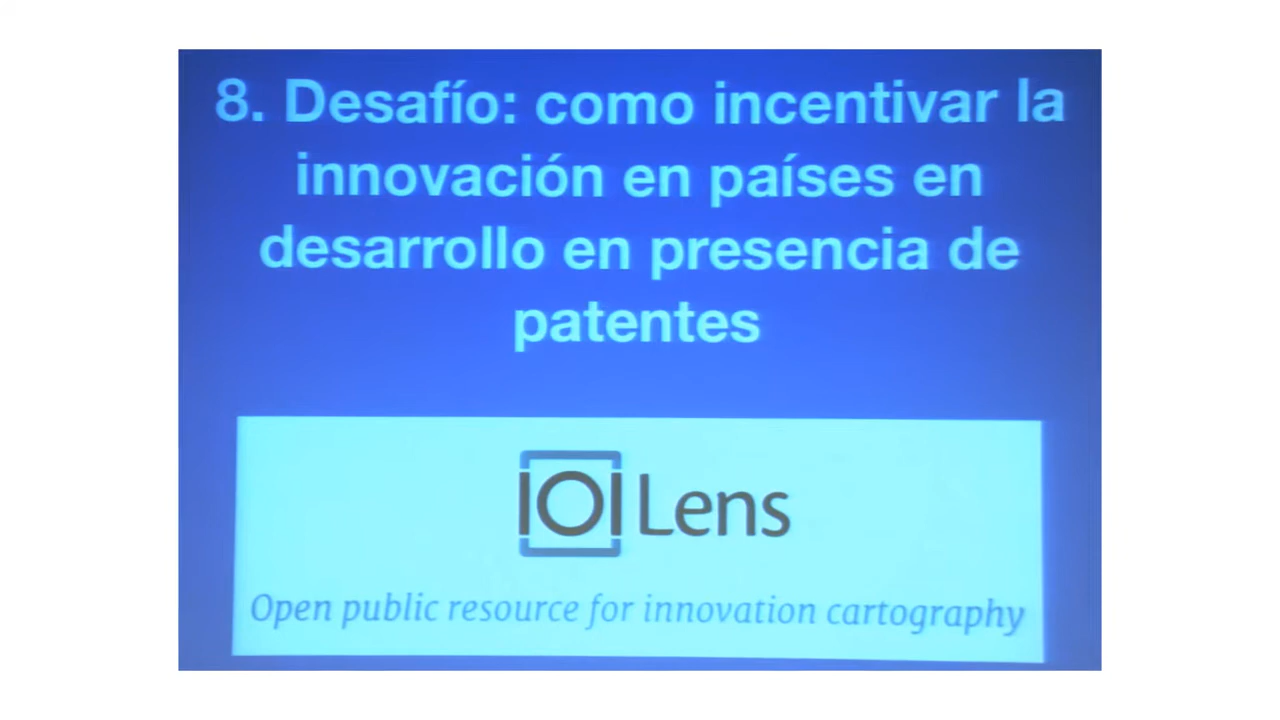 8. Desafío: como incentivar la
innovación en países en
desarrollo en presencia de
patentes
Lens
Open public resource for innovation cartography